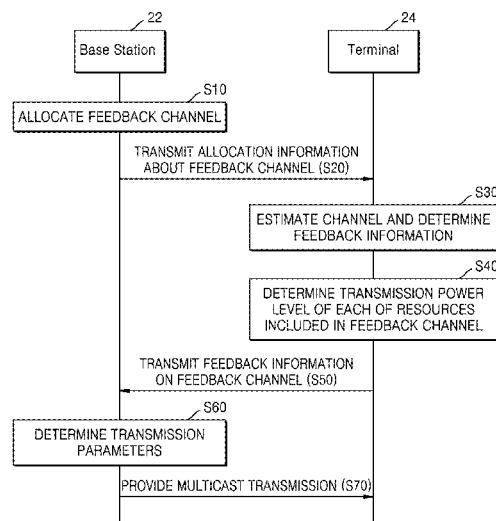 22
24
Base Station
Terminal
S10
ALLOCATE FEEDBACK CHANNEL
TRANSMIT ALLOCATION INFORMATION
ABOUT FEEDBACK CHANNEL (S20)
S30
ESTIMATE CHANNEL AND DETERMINE
FEEDBACK INFORMATION
S40
DETERMINE TRANSMISSION POWER
LEVEL OF EACH OF RESOURCES
INCLUDED IN FEEDBACK CHANNEL
TRANSMIT FEEDBACK INFORMATION
ON FEEDBACK CHANNEL (S50)
S60
DETERMINE TRANSMISSION
PARAMETERS
PROVIDE MULTICAST TRANSMISSION (S70)